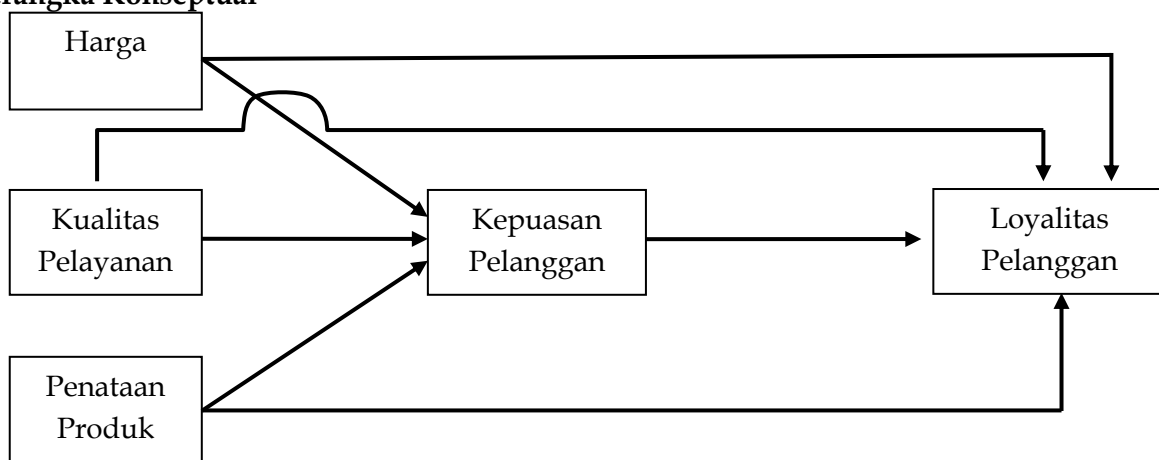 Konseptual
Harga
Kualitas
Pelayanan
Kepuasan
Pelanggan
Loyalitas
Pelanggan
Penataan
Produk